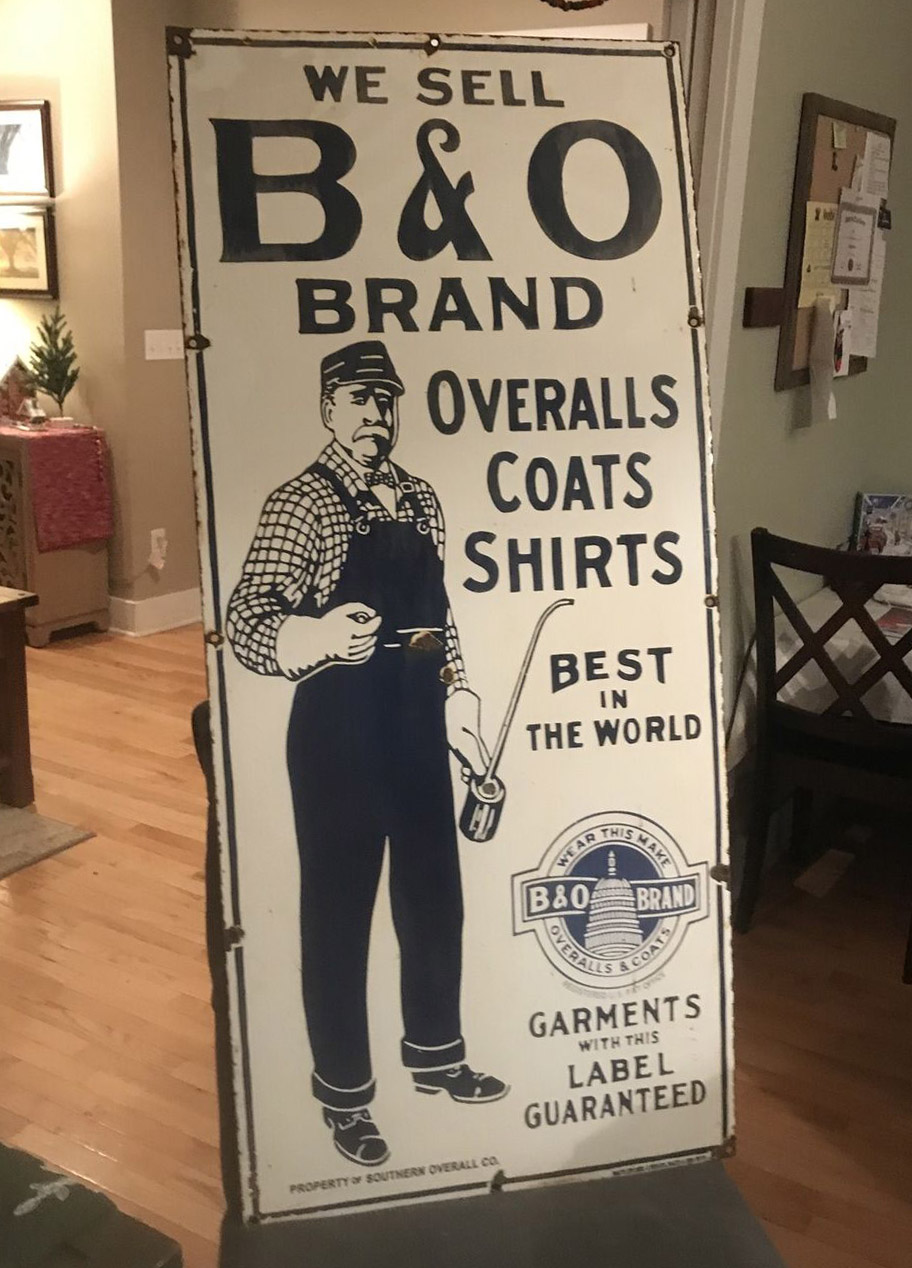 WE SELL
B & O
BRAND
OVERALLS
COATS
SHIRTS
BEST
IN
THE WORLD
WEAR THIS MAKE
B&O BRAND
OVERALLS & COATS
GARMENTS
WITH THIS
LABEL
GUARANTEED
PROPERTY OF SOUTHERN OVERALL CO.